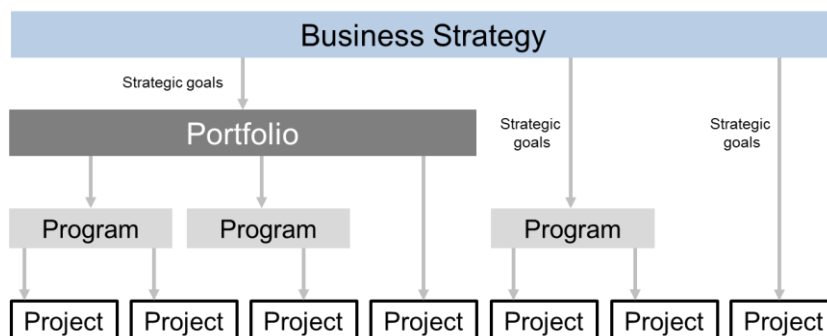 Business Strategy
Strategic goals
Portfolio
Strategic
goals
Strategic
goals
Program
Program
Program
Project
Project
Project
Project
Project
Project
Project